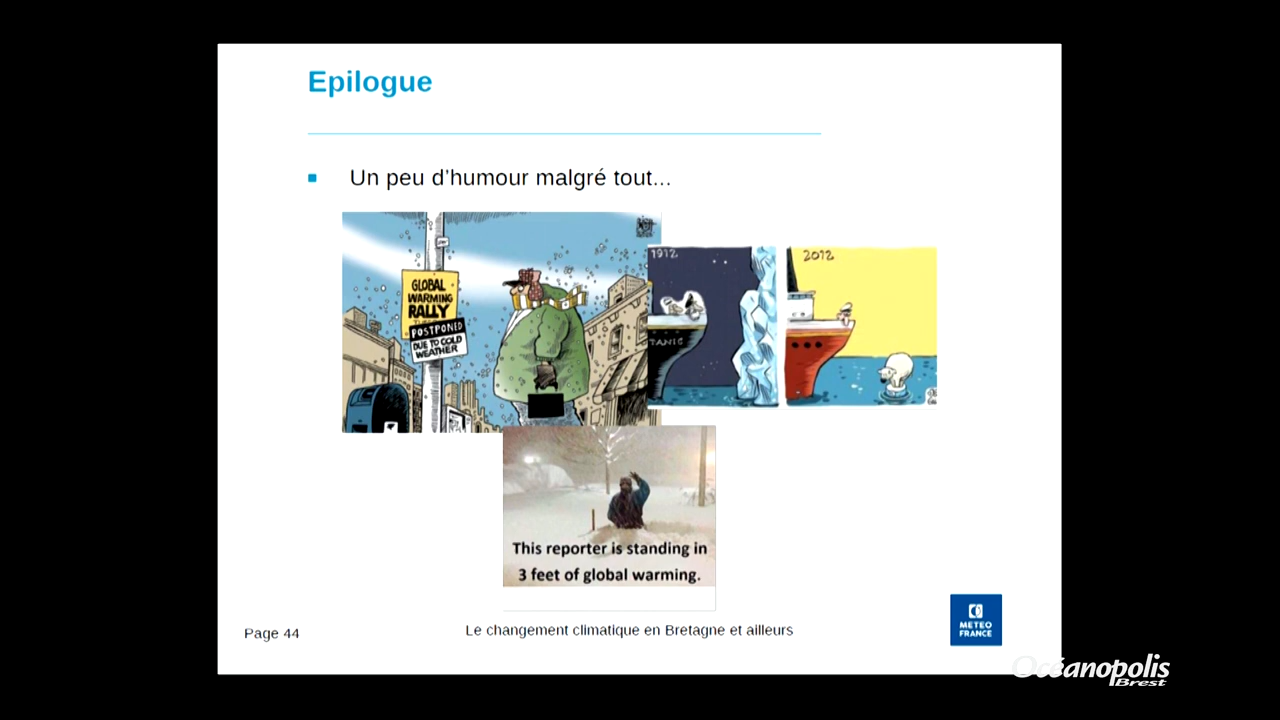 Epilogue
Un peu d'humour malgré tout...
GLOBAL
WARMING
RALLY
POSTPONED
DUE TO COLD
WEATHER
1912
TANIC
2012
This reporter is standing in
3 feet of global warming.
Page 44
Le changement climatique en Bretagne et ailleurs
METEO
FRANCE
Océanopolis
Brest